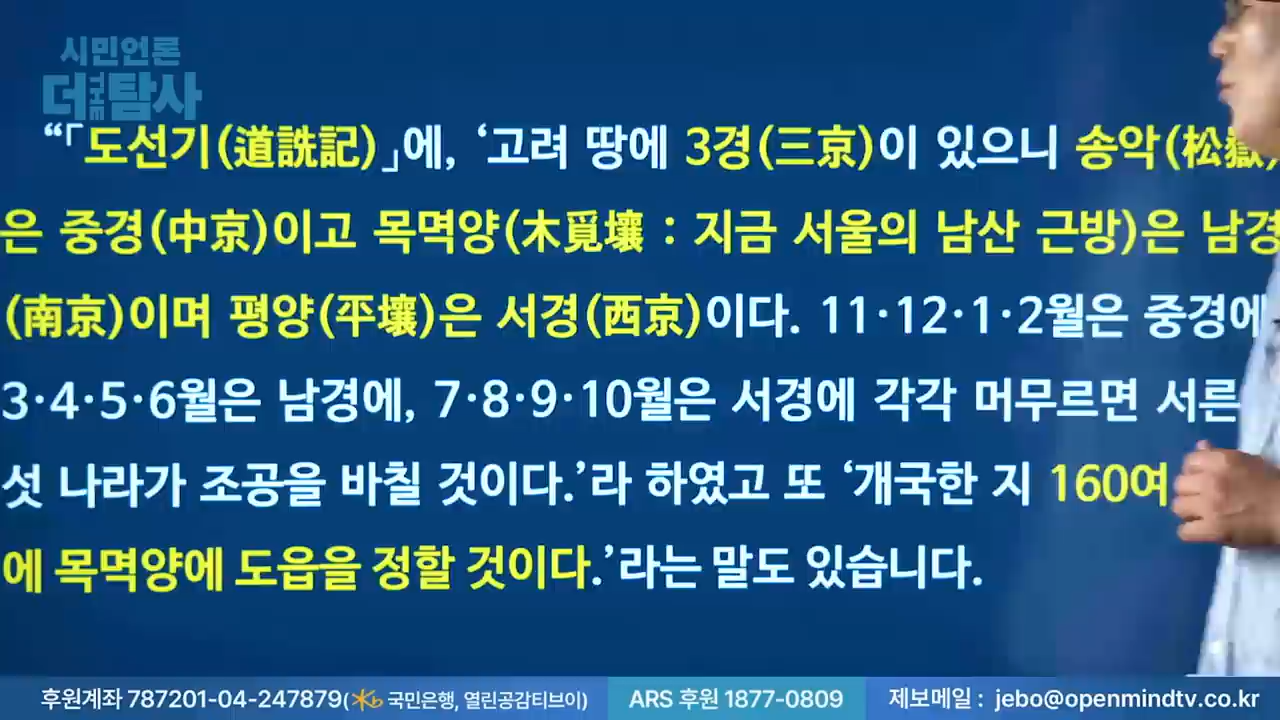 시민언론
더탐사
“「도선기(道詵記)」에, ‘고려 땅에 3경(三京)이 있으니 송악(松嶽)
은 중경(中京)이고 목멱양(木覓壤 : 지금 서울의 남산 근방)은 남경
(南京)이며 평양(平壤)은 서경(西京)이다. 11·12·1·2월은 중경에
3·4·5·6월은 남경에, 7·8·9·10월은 서경에 각각 머무르면 서른
섯 나라가 조공을 바칠 것이다.’라 하였고 또 ‘개국한 지 160여
에 목멱양에 도읍을 정할 것이다.’라는 말도 있습니다.
후원계좌 787201-04-247879(국민은행, 열린공감티브이) ARS 후원 1877-0809 제보메일 : jebo@openmindtv.co.kr